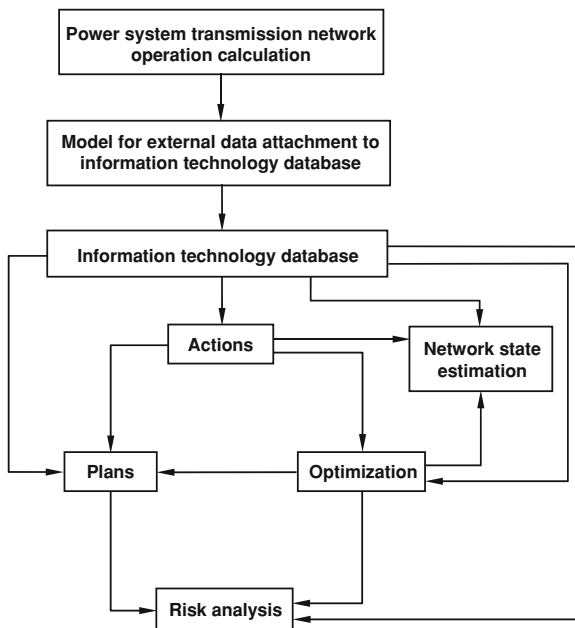 Power system transmission network
operation calculation
Model for external data attachment to
information technology database
Information technology database
Actions
Network state
estimation
Plans
Optimization
Risk analysis